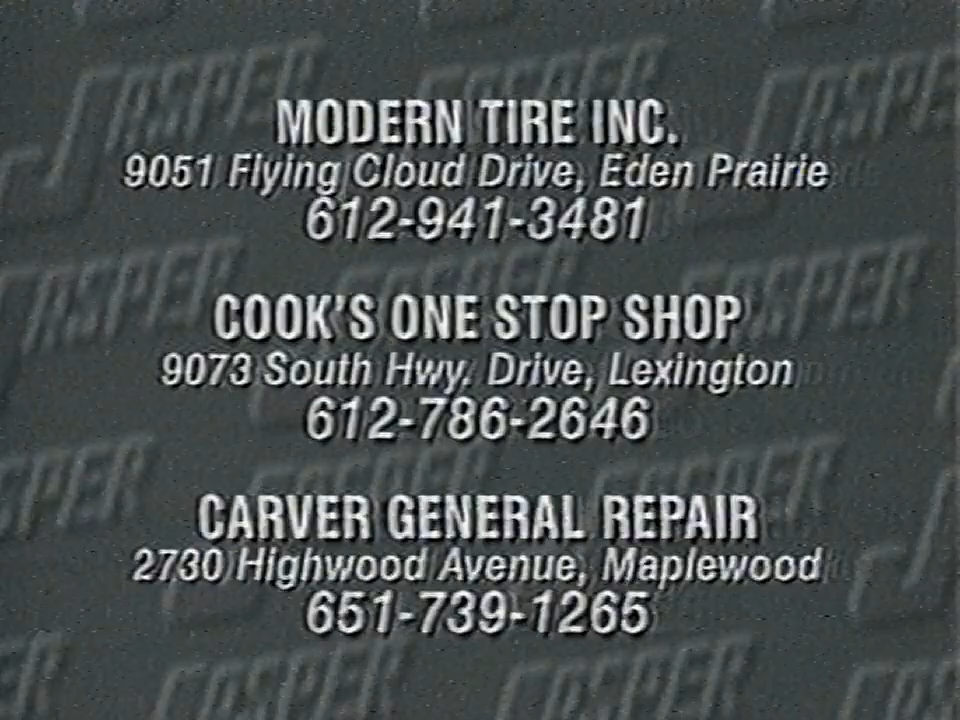 MODERN TIRE INC.
9051 Flying Cloud Drive, Eden Prairie
612-941-3481
COOK'S ONE STOP SHOP
9073 South Hwy. Drive, Lexington
612-786-2646
CARVER GENERAL REPAIR
2730 Highwood Avenue, Maplewood
651-739-1265